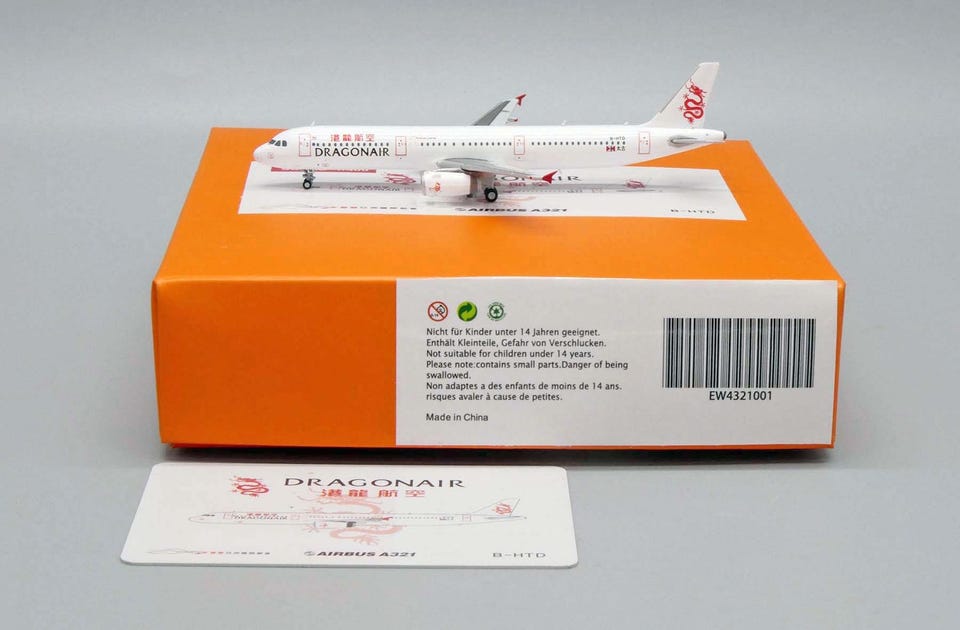 港龍航空
DRAGONAIR
B-HTD
太古
AIRBUS A321
B-HTD
Nicht für Kinder unter 14 Jahren geeignet.
Enthält Kleinteile, Gefahr von Verschlucken.
Not suitable for children under 14 years.
Please note:contains small parts.Danger of being
swallowed.
Non adaptes a des enfants de moins de 14 ans.
risques avaler à cause de petites.
Made in China
EW4321001
DRAGONAIR
港龍航空
AIRBUS A321
B-HTD